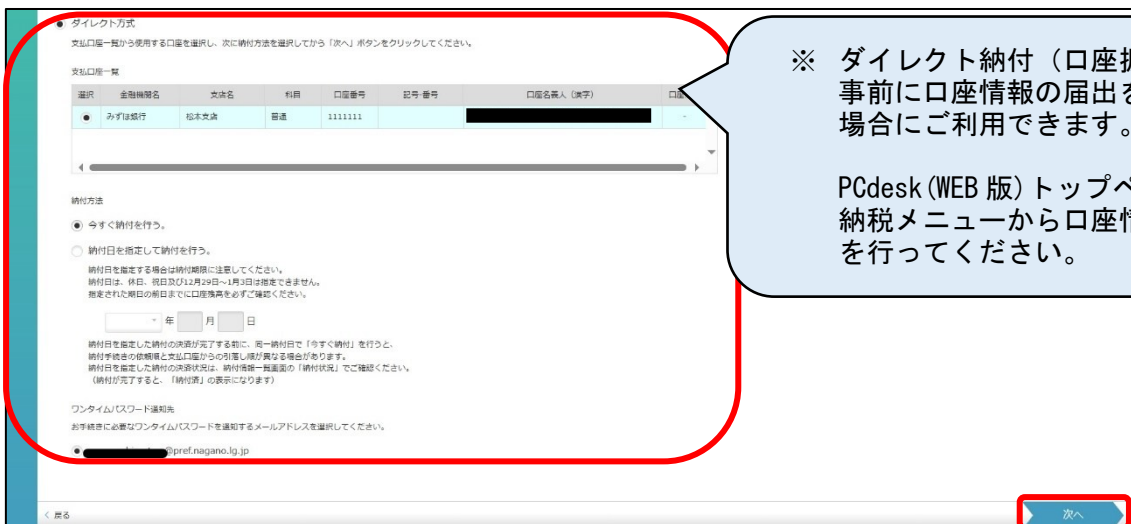 ダイレクト方式
支払口座一覧から使用する口座を選択し、次に納付方法を選択してから「次へ」ボタンをクリックしてください。
支払口座一覧
選択 金融機関名 支店名 科目 口座番号 記号-番号 口座名義人（漢字） 口座
みずほ銀行 松本支店 普通 1111111 -
納付方法
今すぐ納付を行う。
納付日を指定して納付を行う。
納付日を指定する場合は納付期限に注意してください。
納付日は、休日、祝日及び12月29日～1月3日は指定できません。
指定された期日の前日までに口座残高を必ずご確認ください。
年 月 日
納付日を指定した納付の決済が完了する前に、同一納付日で「今すぐ納付」を行うと、
納付手続きの依頼順と支払口座からの引落し順が異なる場合があります。
納付日を指定した納付の決済状況は、納付情報一覧画面の「納付状況」でご確認ください。
（納付が完了すると、「納付済」の表示になります）
ワンタイムパスワード通知先
お手続きに必要なワンタイムパスワードを通知するメールアドレスを選択してください。
@pref.nagano.lg.jp
< 戻る
次へ
※ ダイレクト納付（口座
事前に口座情報の届出
場合にご利用できます。
PCdesk(WEB版)トップ
納税メニューから口座
を行ってください。